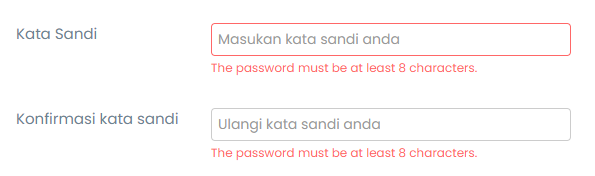 Kata Sandi
Masukan kata sandi anda
The password must be at least 8 characters.
Konfirmasi kata sandi
Ulangi kata sandi anda
The password must be at least 8 characters.